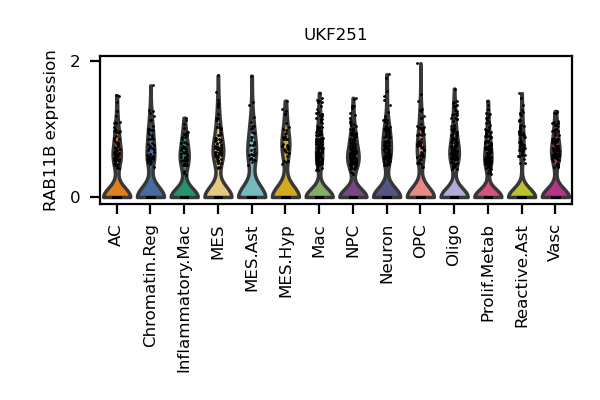 UKF251
RAB11B expression
2
0
AC
Chromatin.Reg
Inflammatory.Mac
MES
MES.Ast
MES.Hyp
Mac
NPC
Neuron
OPC
Oligo
Prolif.Metab
Reactive.Ast
Vasc